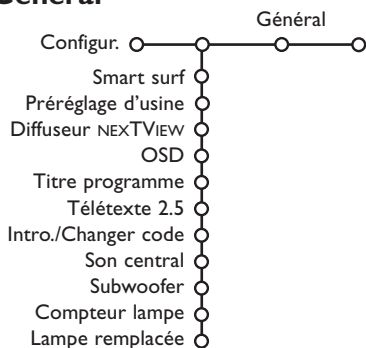 Général
Général
Configur.
Smart surf
Préréglage d'usine
Diffuseur NEXTVIEW
OSD
Titre programme
Télétexte 2.5
Intro./Changer code
Son central
Subwoofer
Compteur lampe
Lampe remplacée